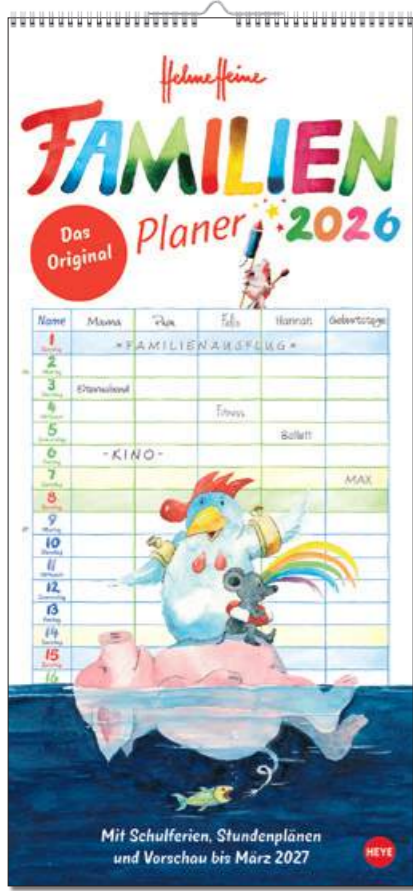 Helme Heine
FAMILIEN
Planer 2026
Das
Original
Name Mama Papa Felix Hannah Geburtstage
1
*FAMILIENAUSFLUG*
2
3 Elternabend
4 Fitness
5 Ballett
6 -KINO-
7 MAX
8
9
10
11
12
13
14
15
16
Mit Schulferien, Stundenplänen
und Vorschau bis März 2027
HEYE